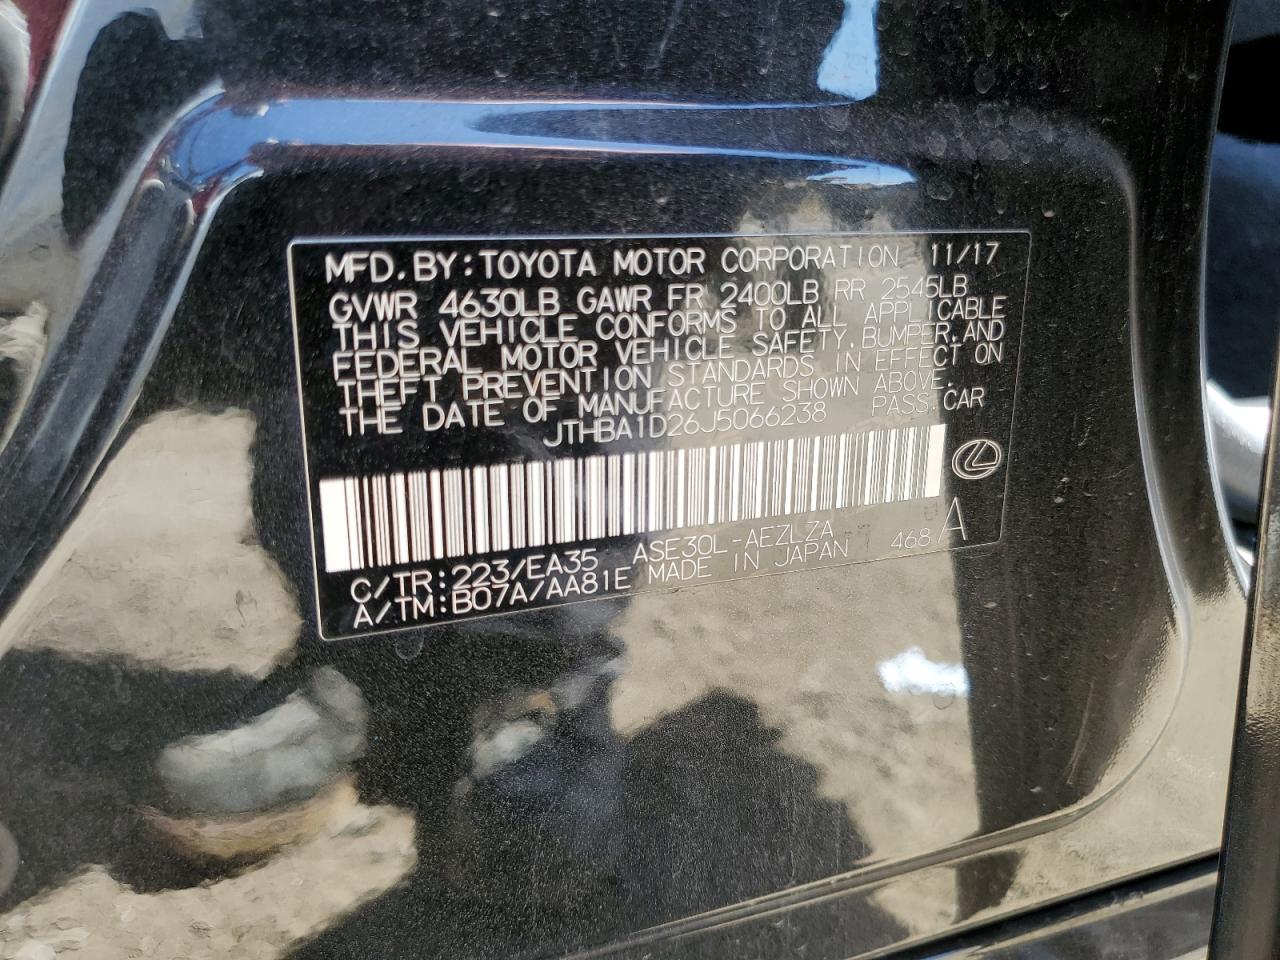 MFD.BY:TOYOTA MOTOR CORPORATION 11/17
GVWR 4630LB GAWR FR 2400LB RR 2545LB
THIS VEHICLE CONFORMS TO ALL APPLICABLE
FEDERAL MOTOR VEHICLE SAFETY,BUMPER,AND
THEFT PREVENTION STANDARDS IN EFFECT ON
THE DATE OF MANUFACTURE SHOWN ABOVE.
JTHBA1D26J5066238 PASS.CAR
C/TR:223/EA35 ASE30L-AEZLZA
A/TM:B07A/AA81E MADE IN JAPAN 468 A